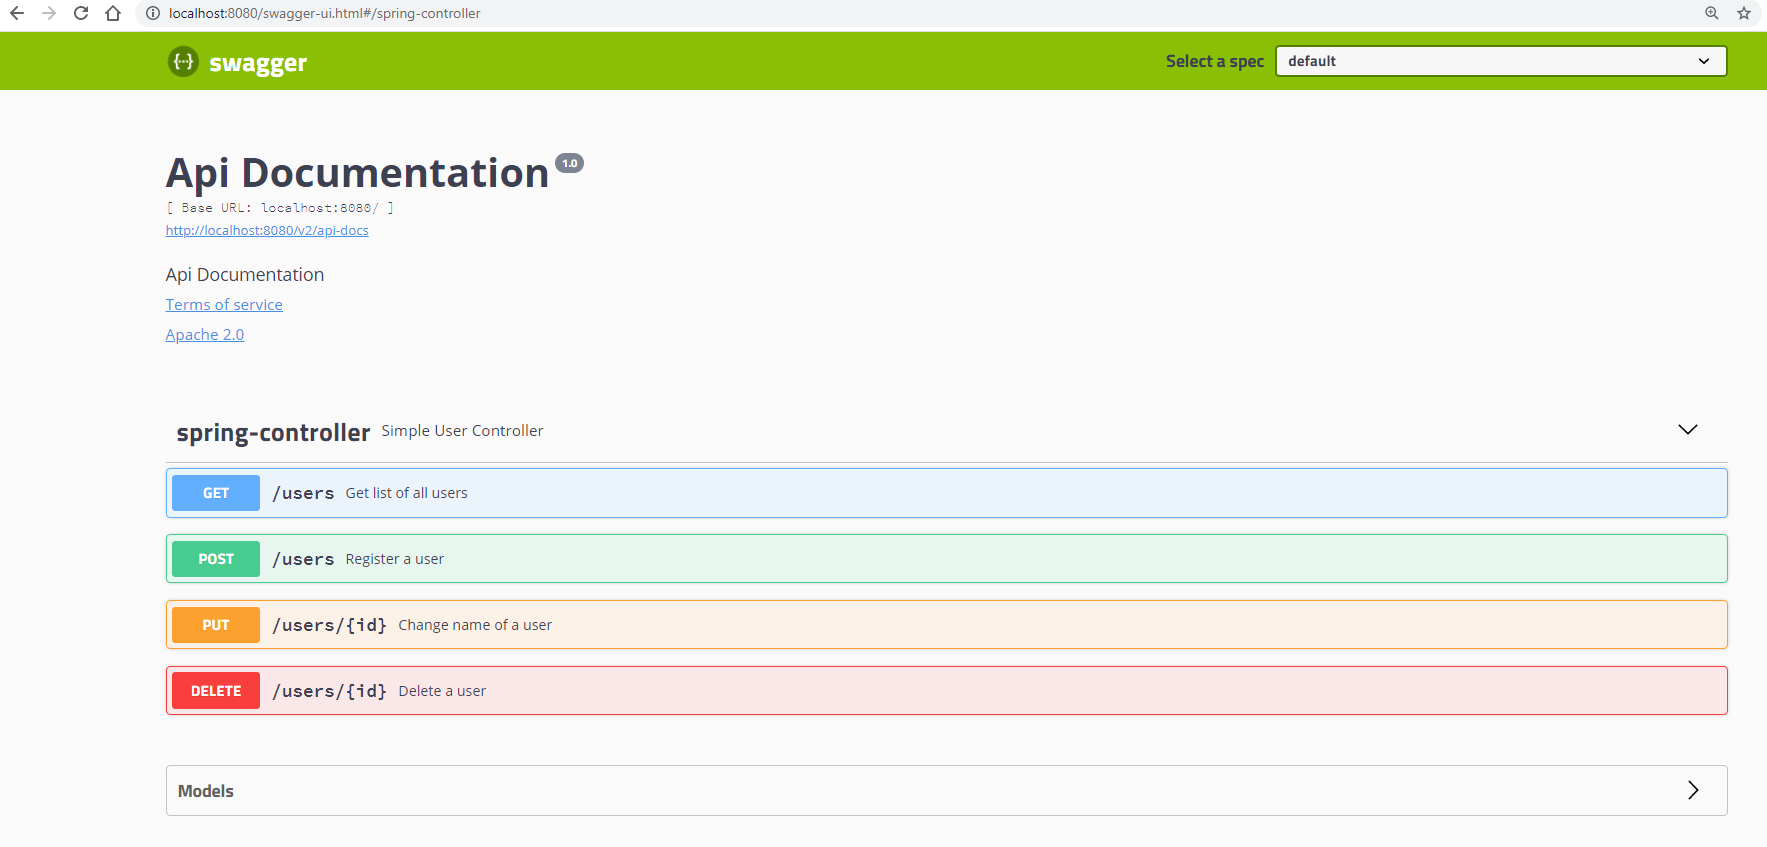 localhost:8080/swagger-ui.html#/spring-controller
{···} swagger
Select a spec default
Api Documentation 1.0
[ Base URL: localhost:8080/ ]
http://localhost:8080/v2/api-docs
Api Documentation
Terms of service
Apache 2.0
spring-controller Simple User Controller
GET /users Get list of all users
POST /users Register a user
PUT /users/{id} Change name of a user
DELETE /users/{id} Delete a user
Models